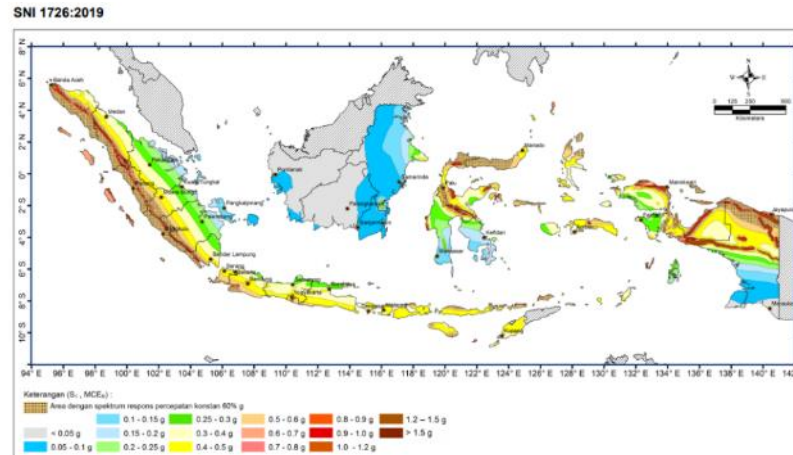 SNI 1726:2019
8° N
6° N
4° N
2° N
0°
2° S
4° S
6° S
8° S
10° S
Banda Aceh
Medan
Pekanbaru
Pontianak
Samarinda
Manado
Palu
Manokwari
Jayapura
Pangkalpinang
Bengkulu
Kendari
Makassar
Bandar Lampung
Serang
Bandung
Semarang
Kupang
Merauke
N
Kilometers
94° E 96° E 98° E 100° E 102° E 104° E 106° E 108° E 110° E 112° E 114° E 116° E 118° E 120° E 122° E 124° E 126° E 128° E 130° E 132° E 134° E 136° E 138° E 140° E
Keterangan (S₁, MCEᵣ) :
Area dengan spektrum respons percepatan konstan 60% g
< 0.05 g
0.05 - 0.1 g
0.1 - 0.15 g
0.15 - 0.2 g
0.2 - 0.25 g
0.25 - 0.3 g
0.3 - 0.4 g
0.4 - 0.5 g
0.5 - 0.6 g
0.6 - 0.7 g
0.7 - 0.8 g
0.8 - 0.9 g
0.9 - 1.0 g
1.0 - 1.2 g
1.2 – 1.5 g
> 1.5 g